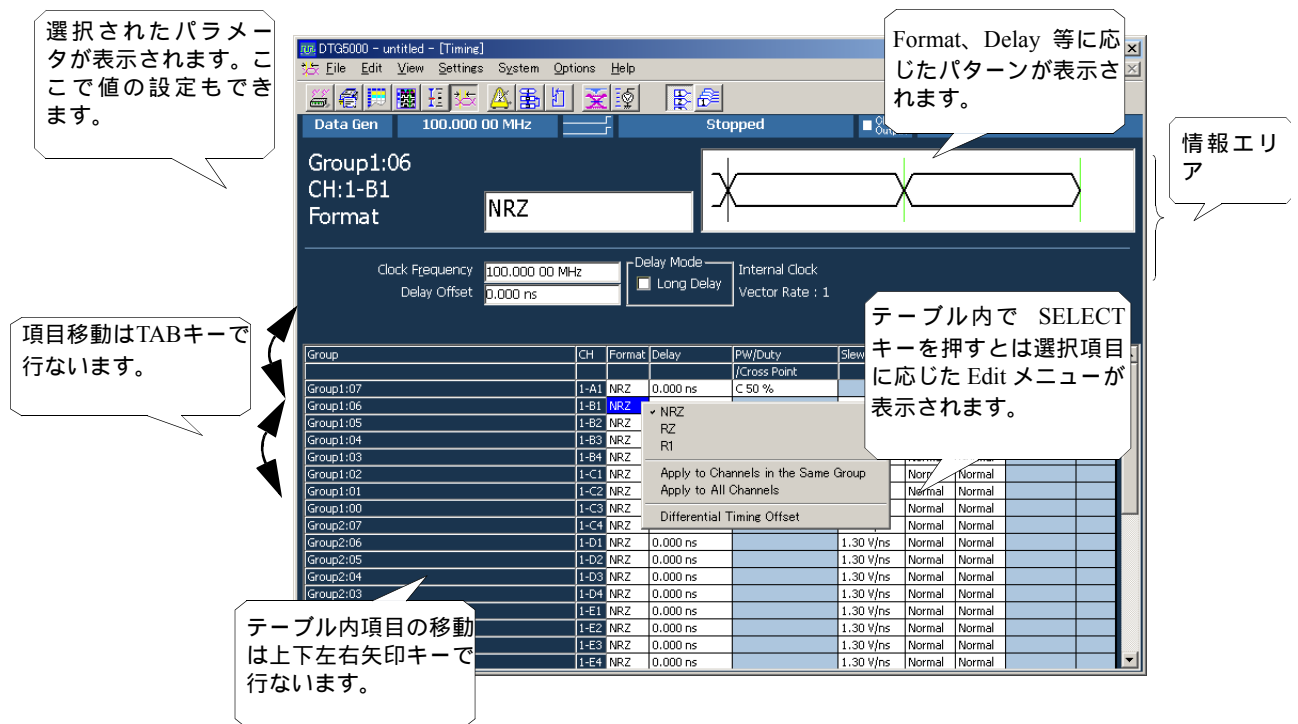 選択されたパラメー
タが表示されます。こ
こで値の設定もでき
ます。
Format、Delay 等に応
じたパターンが表示さ
れます。
情報エリ
ア
項目移動はTABキーで
行ないます。
テーブル内で SELECT
キーを押すとは選択項目
に応じた Edit メニューが
表示されます。
テーブル内項目の移動
は上下左右矢印キーで
行ないます。
DTG5000 - untitled - [Timing]
File Edit View Settings System Options Help
Data Gen 100.000 00 MHz Stopped
Group1:06
CH:1-B1
Format NRZ
Clock Frequency 100.000 00 MHz
Delay Offset 0.000 ns
Delay Mode
Long Delay
Internal Clock
Vector Rate : 1
Group CH Format Delay PW/Duty Slew
/Cross Point
Group1:07 1-A1 NRZ 0.000 ns C 50 %
Group1:06 1-B1 NRZ
Group1:05 1-B2 NRZ
Group1:04 1-B3 NRZ
Group1:03 1-B4 NRZ Normal Normal
Group1:02 1-C1 NRZ Normal Normal
Group1:01 1-C2 NRZ Normal Normal
Group1:00 1-C3 NRZ Normal Normal
Group2:07 1-C4 NRZ Normal Normal
Group2:06 1-D1 NRZ 0.000 ns 1.30 V/ns Normal Normal
Group2:05 1-D2 NRZ 0.000 ns 1.30 V/ns Normal Normal
Group2:04 1-D3 NRZ 0.000 ns 1.30 V/ns Normal Normal
Group2:03 1-D4 NRZ 0.000 ns 1.30 V/ns Normal Normal
1-E1 NRZ 0.000 ns 1.30 V/ns Normal Normal
1-E2 NRZ 0.000 ns 1.30 V/ns Normal Normal
1-E3 NRZ 0.000 ns 1.30 V/ns Normal Normal
1-E4 NRZ 0.000 ns 1.30 V/ns Normal Normal
NRZ
RZ
R1
Apply to Channels in the Same Group
Apply to All Channels
Differential Timing Offset